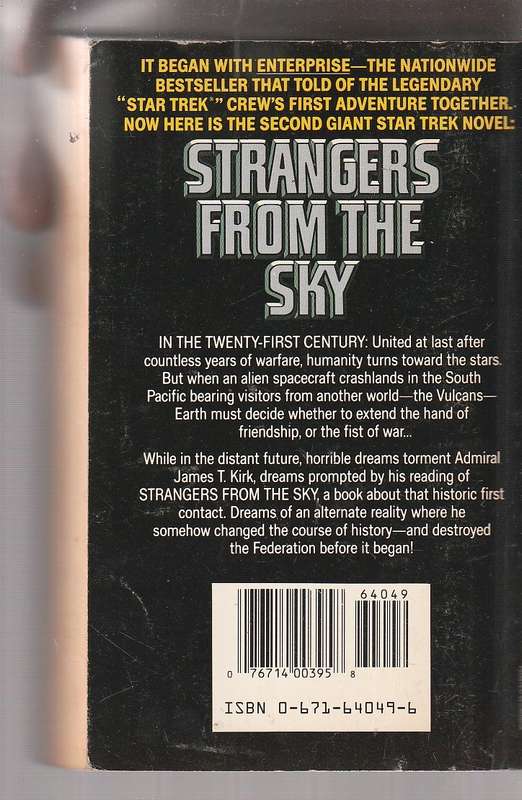 IT BEGAN WITH ENTERPRISE—THE NATIONWIDE
BESTSELLER THAT TOLD OF THE LEGENDARY
“STAR TREK®” CREW'S FIRST ADVENTURE TOGETHER.
NOW HERE IS THE SECOND GIANT STAR TREK NOVEL:
STRANGERS
FROM THE
SKY
IN THE TWENTY-FIRST CENTURY: United at last after
countless years of warfare, humanity turns toward the stars.
But when an alien spacecraft crashlands in the South
Pacific bearing visitors from another world—the Vulcans—
Earth must decide whether to extend the hand of
friendship, or the fist of war...
While in the distant future, horrible dreams torment Admiral
James T. Kirk, dreams prompted by his reading of
STRANGERS FROM THE SKY, a book about that historic first
contact. Dreams of an alternate reality where he
somehow changed the course of history—and destroyed
the Federation before it began!
64049
0 76714 00395 8
ISBN 0-671-64049-6